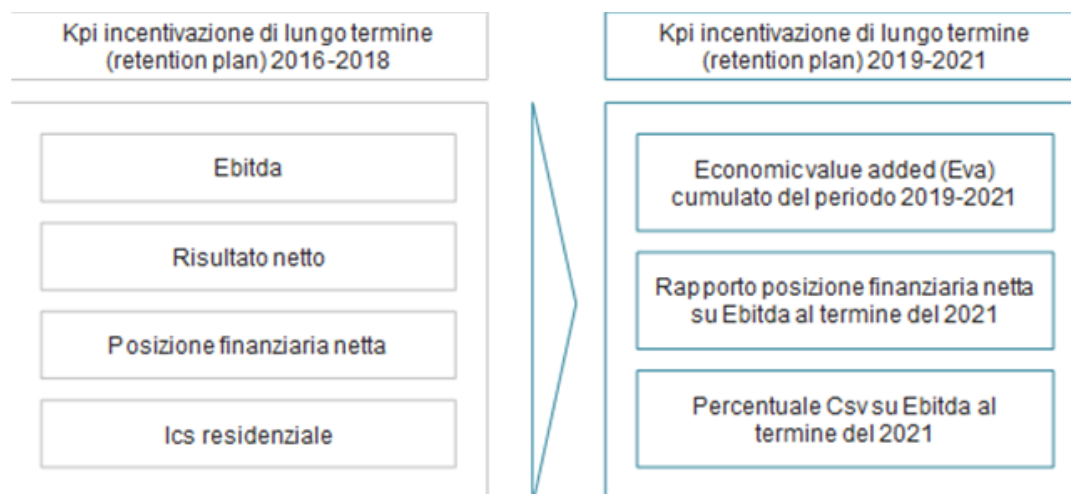 Kpi incentivazione di lungo termine
(retention plan) 2016-2018
Ebitda
Risultato netto
Posizione finanziaria netta
Ics residenziale
Kpi incentivazione di lungo termine
(retention plan) 2019-2021
Economic value added (Eva)
cumulato del periodo 2019-2021
Rapporto posizione finanziaria netta
su Ebitda al termine del 2021
Percentuale Csv su Ebitda al
termine del 2021